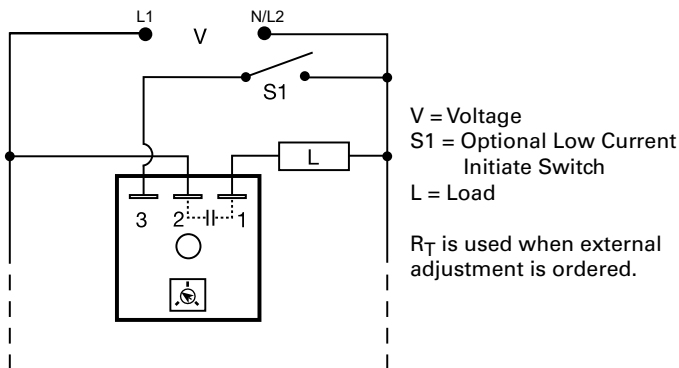 L1
V
N/L2
S1
L
3
2
1
V = Voltage
S1 = Optional Low Current
Initiate Switch
L = Load
RT is used when external
adjustment is ordered.